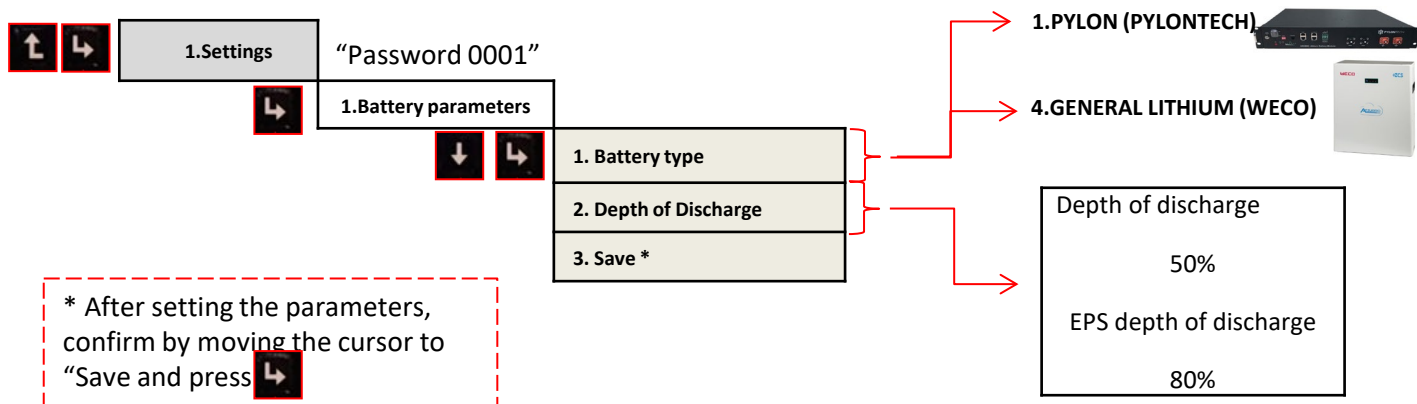 1.Settings
“Password 0001”
1.Battery parameters
1. Battery type
2. Depth of Discharge
3. Save *
1.PYLON (PYLONTECH)
4.GENERAL LITHIUM (WECO)
WECO
Depth of discharge
50%
EPS depth of discharge
80%
* After setting the parameters,
confirm by moving the cursor to
“Save and press